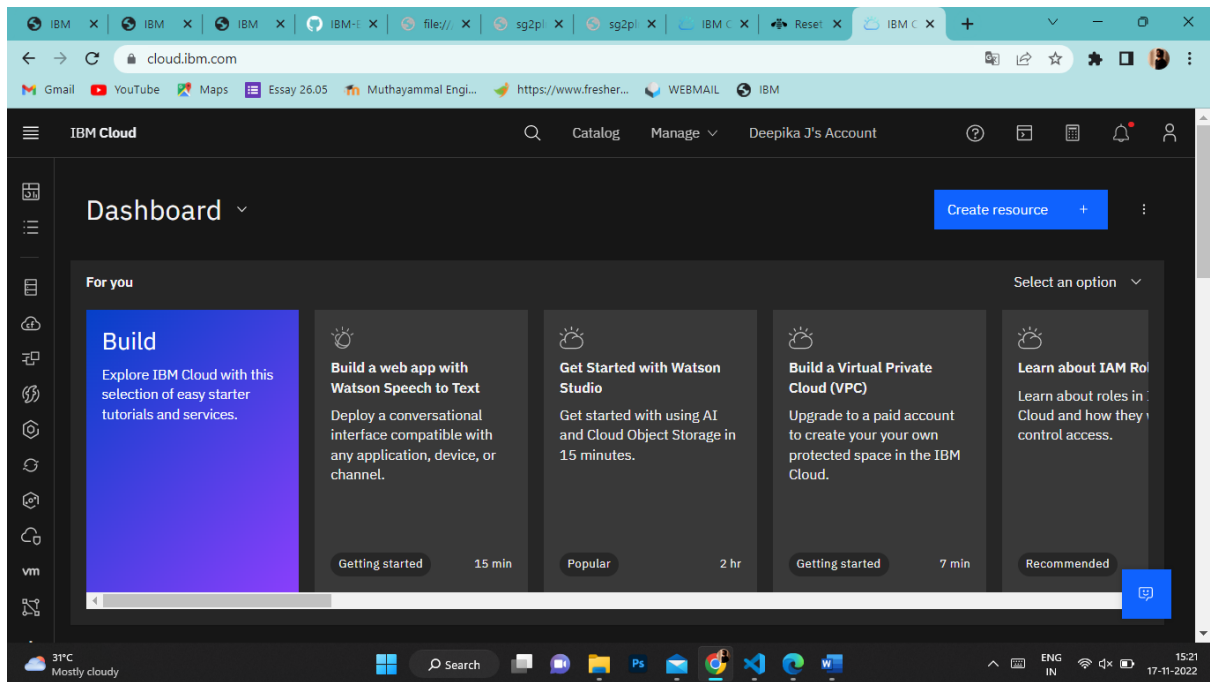 IBM
IBM
IBM
IBM-E
file://
sg2pl
sg2pl
IBM C
Reset
IBM C
cloud.ibm.com
Gmail
YouTube
Maps
Essay 26.05
Muthayammal Engi...
https://www.fresher...
WEBMAIL
IBM
IBM Cloud
Catalog
Manage
Deepika J's Account
Dashboard
Create resource +
For you
Select an option
Build
Explore IBM Cloud with this
selection of easy starter
tutorials and services.
Build a web app with
Watson Speech to Text
Deploy a conversational
interface compatible with
any application, device, or
channel.
Getting started
15 min
Get Started with Watson
Studio
Get started with using AI
and Cloud Object Storage in
15 minutes.
Popular
2 hr
Build a Virtual Private
Cloud (VPC)
Upgrade to a paid account
to create your your own
protected space in the IBM
Cloud.
Getting started
7 min
Learn about IAM Rol
Learn about roles in
Cloud and how they
control access.
Recommended
vm
31°C
Mostly cloudy
Search
Ps
ENG
IN
15:21
17-11-2022